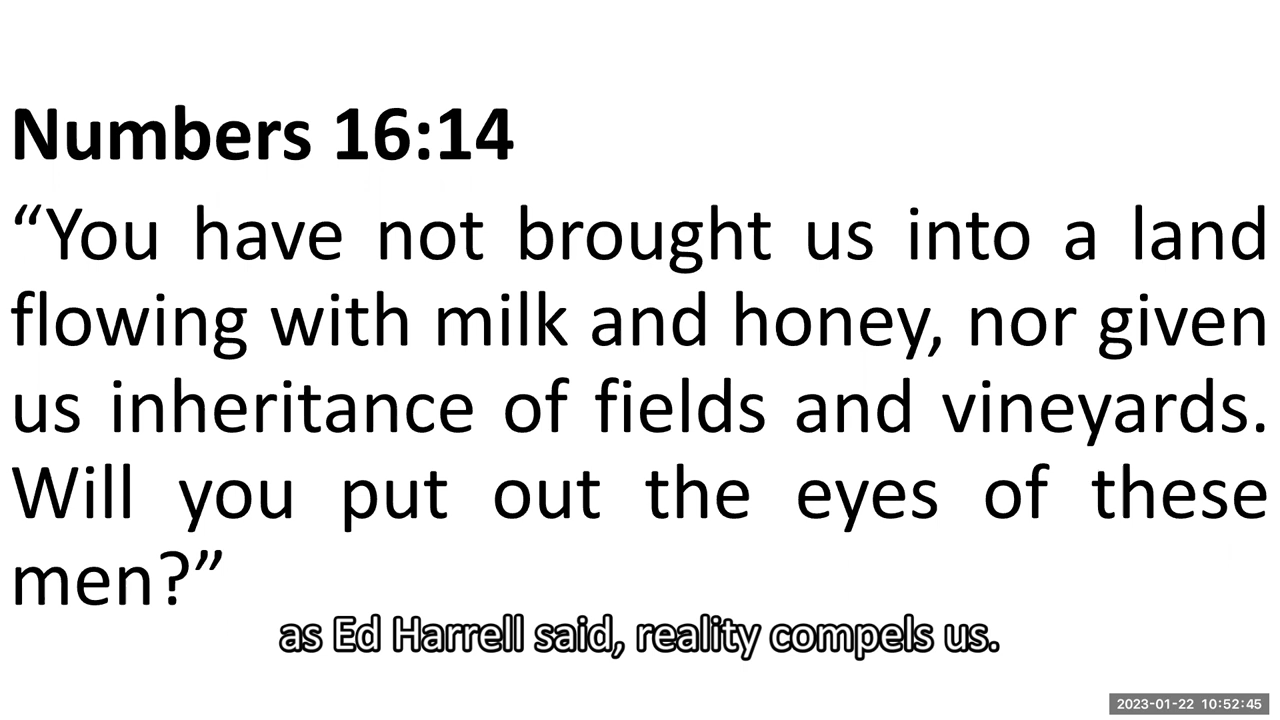 Numbers 16:14
“You have not brought us into a land
flowing with milk and honey, nor given
us inheritance of fields and vineyards.
Will you put out the eyes of these
men?”
as Ed Harrell said, reality compels us.
2023-01-22 10:52:45